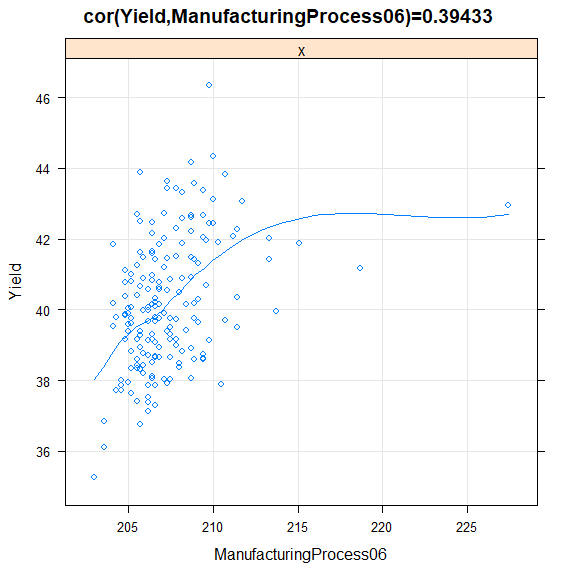 cor(Yield,ManufacturingProcess06)=0.39433
x
46
44
42
40
38
36
Yield
205 210 215 220 225
ManufacturingProcess06